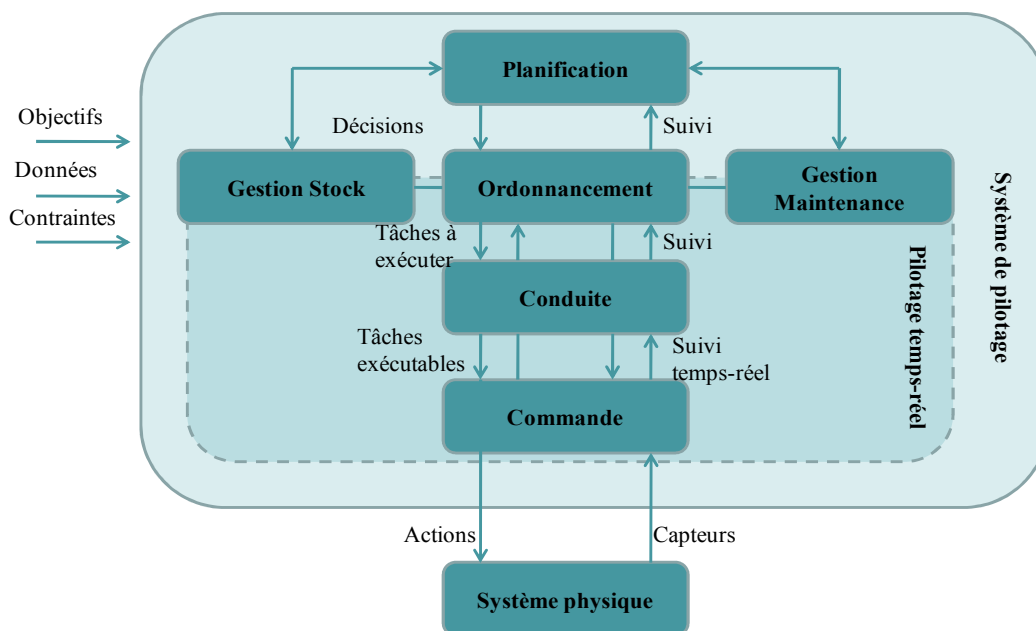 Planification
Objectifs
Décisions
Suivi
Données
Gestion Stock
Ordonnancement
Gestion
Maintenance
Contraintes
Tâches à
exécuter
Suivi
Conduite
Tâches
exécutables
Suivi
temps-réel
Commande
Pilotage temps-réel
Système de pilotage
Actions
Capteurs
Système physique